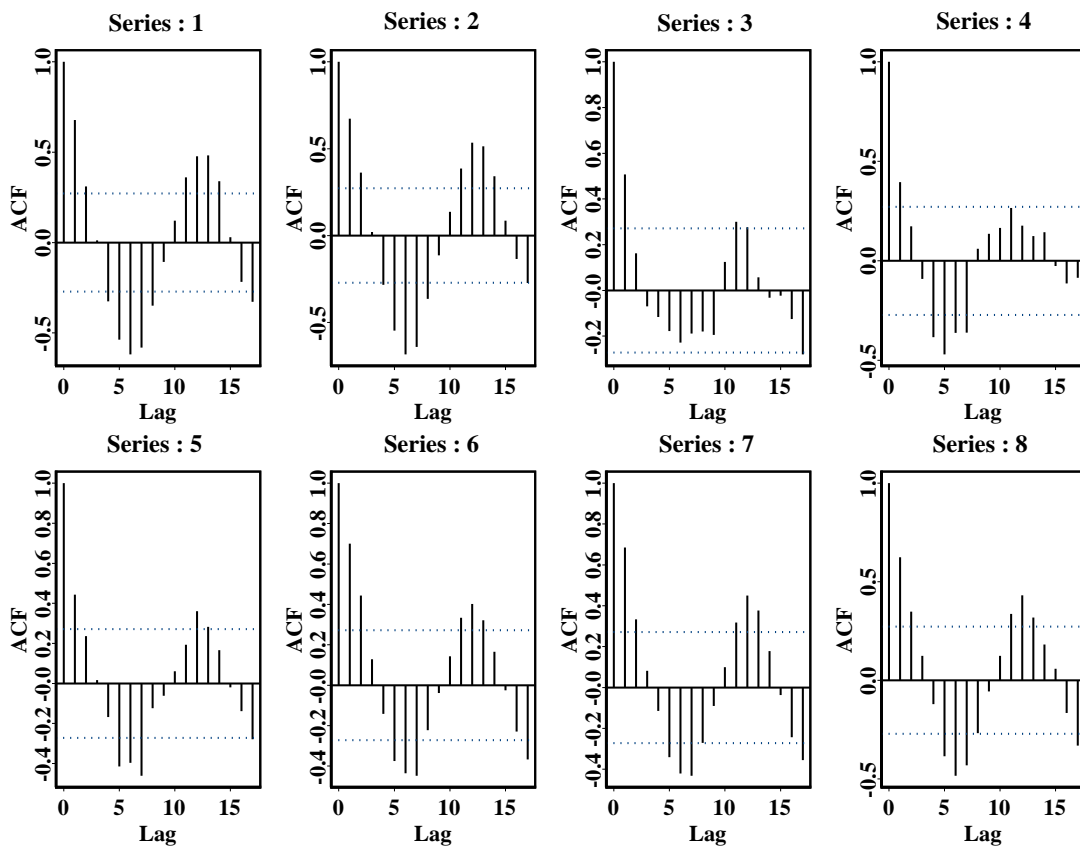 Series : 1
ACF
1.0
0.5
0.0
-0.5
0 5 10 15
Lag
Series : 2
ACF
1.0
0.5
0.0
-0.5
0 5 10 15
Lag
Series : 3
ACF
1.0
0.8
0.6
0.4
0.2
-0.0
-0.2
0 5 10 15
Lag
Series : 4
ACF
1.0
0.5
0.0
-0.5
0 5 10 15
Lag
Series : 5
ACF
1.0
0.8
0.6
0.4
0.2
-0.0
-0.2
-0.4
0 5 10 15
Lag
Series : 6
ACF
1.0
0.8
0.6
0.4
0.2
-0.0
-0.2
-0.4
0 5 10 15
Lag
Series : 7
ACF
1.0
0.8
0.6
0.4
0.2
-0.0
-0.2
-0.4
0 5 10 15
Lag
Series : 8
ACF
1.0
0.5
0.0
-0.5
0 5 10 15
Lag